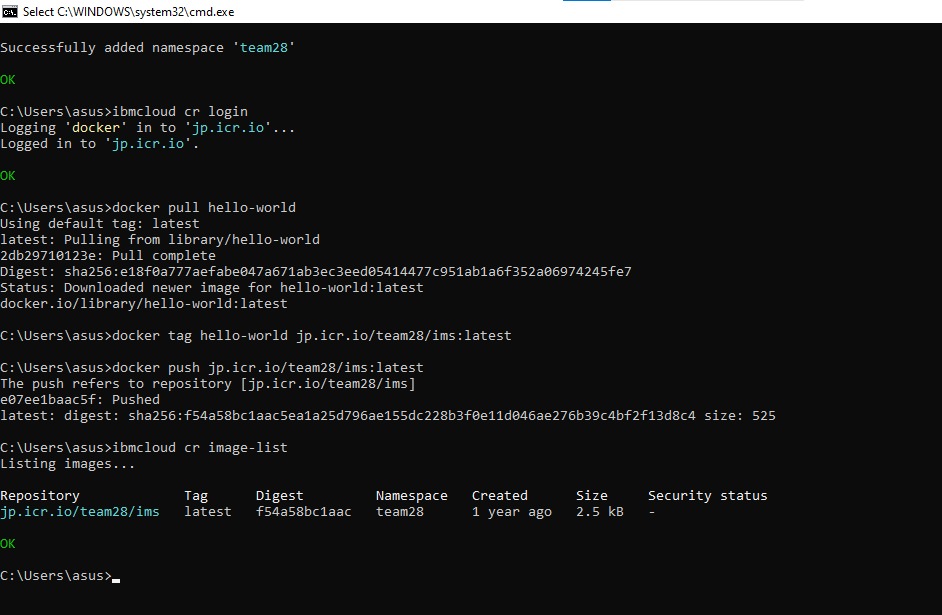 Select C:\WINDOWS\system32\cmd.exe
Successfully added namespace 'team28'
OK
C:\Users\asus>ibmcloud cr login
Logging 'docker' in to 'jp.icr.io'...
Logged in to 'jp.icr.io'.
OK
C:\Users\asus>docker pull hello-world
Using default tag: latest
latest: Pulling from library/hello-world
2db29710123e: Pull complete
Digest: sha256:e18f0a777aefabe047a671ab3ec3eed05414477c951ab1a6f352a06974245fe7
Status: Downloaded newer image for hello-world:latest
docker.io/library/hello-world:latest
C:\Users\asus>docker tag hello-world jp.icr.io/team28/ims:latest
C:\Users\asus>docker push jp.icr.io/team28/ims:latest
The push refers to repository [jp.icr.io/team28/ims]
e07ee1baac5f: Pushed
latest: digest: sha256:f54a58bc1aac5ea1a25d796ae155dc228b3f0e11d046ae276b39c4bf2f13d8c4 size: 525
C:\Users\asus>ibmcloud cr image-list
Listing images...
Repository Tag Digest Namespace Created Size Security status
jp.icr.io/team28/ims latest f54a58bc1aac team28 1 year ago 2.5 kB -
OK
C:\Users\asus>